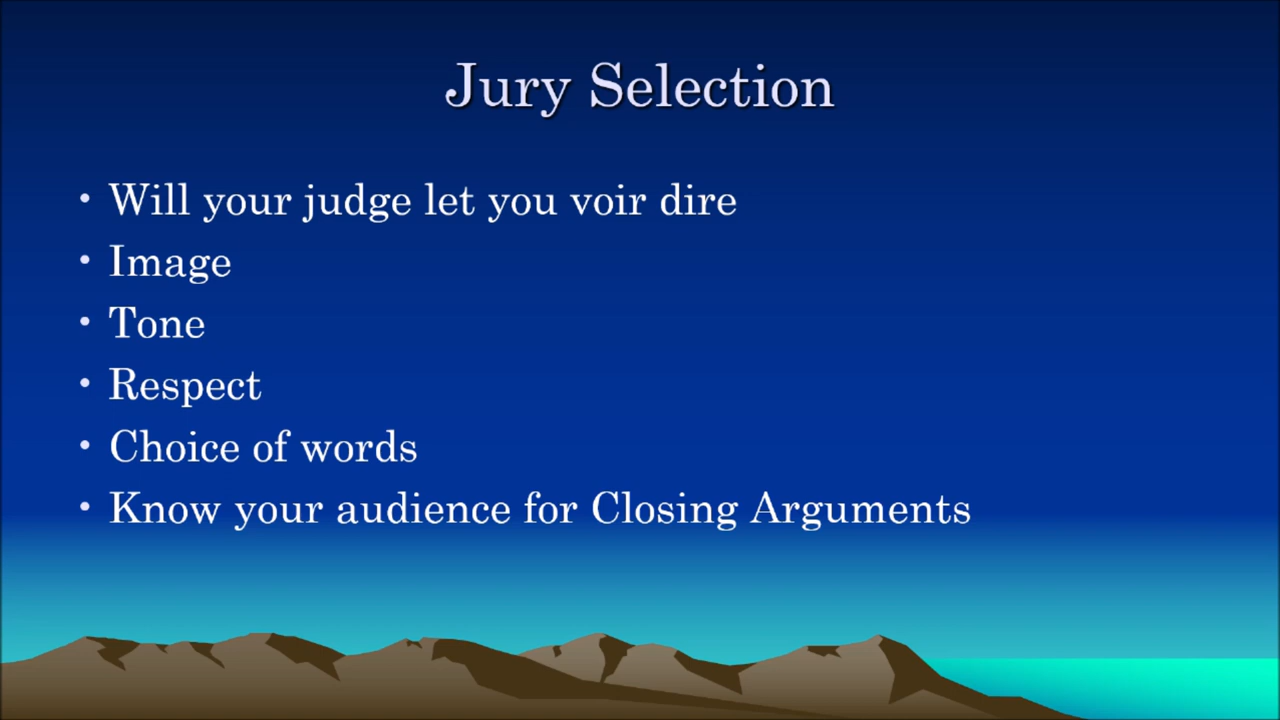 Jury Selection
• Will your judge let you voir dire
• Image
• Tone
• Respect
• Choice of words
• Know your audience for Closing Arguments